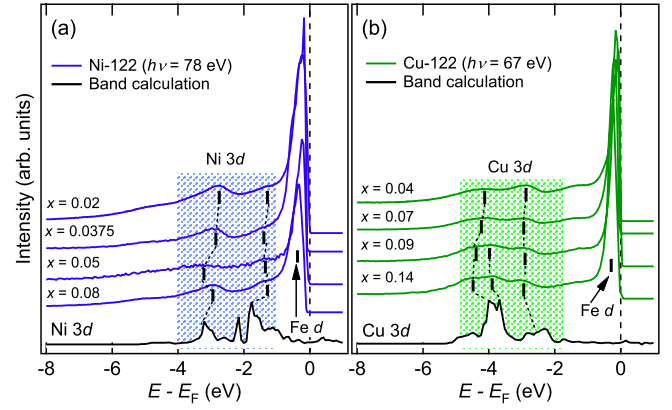 (a)
Ni-122 (hν = 78 eV)
Band calculation
Ni 3d
x = 0.02
x = 0.0375
x = 0.05
x = 0.08
Fe d
Ni 3d
-8 -6 -4 -2 0
E - EF (eV)
Intensity (arb. units)
(b)
Cu-122 (hν = 67 eV)
Band calculation
Cu 3d
x = 0.04
x = 0.07
x = 0.09
x = 0.14
Fe d
Cu 3d
-8 -6 -4 -2 0
E - EF (eV)